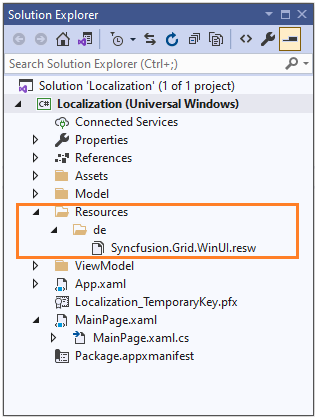 Solution Explorer
Search Solution Explorer (Ctrl+;)
Solution 'Localization' (1 of 1 project)
C# Localization (Universal Windows)
Connected Services
Properties
References
Assets
Model
Resources
de
Syncfusion.Grid.WinUI.resw
ViewModel
App.xaml
Localization_TemporaryKey.pfx
MainPage.xaml
MainPage.xaml.cs
Package.appxmanifest